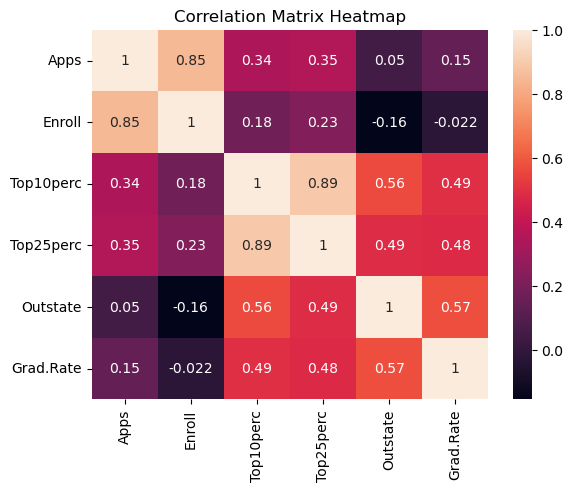 Correlation Matrix Heatmap
Apps 1 0.85 0.34 0.35 0.05 0.15
Enroll 0.85 1 0.18 0.23 -0.16 -0.022
Top10perc 0.34 0.18 1 0.89 0.56 0.49
Top25perc 0.35 0.23 0.89 1 0.49 0.48
Outstate 0.05 -0.16 0.56 0.49 1 0.57
Grad.Rate 0.15 -0.022 0.49 0.48 0.57 1
Apps Enroll Top10perc Top25perc Outstate Grad.Rate
1.0
0.8
0.6
0.4
0.2
0.0